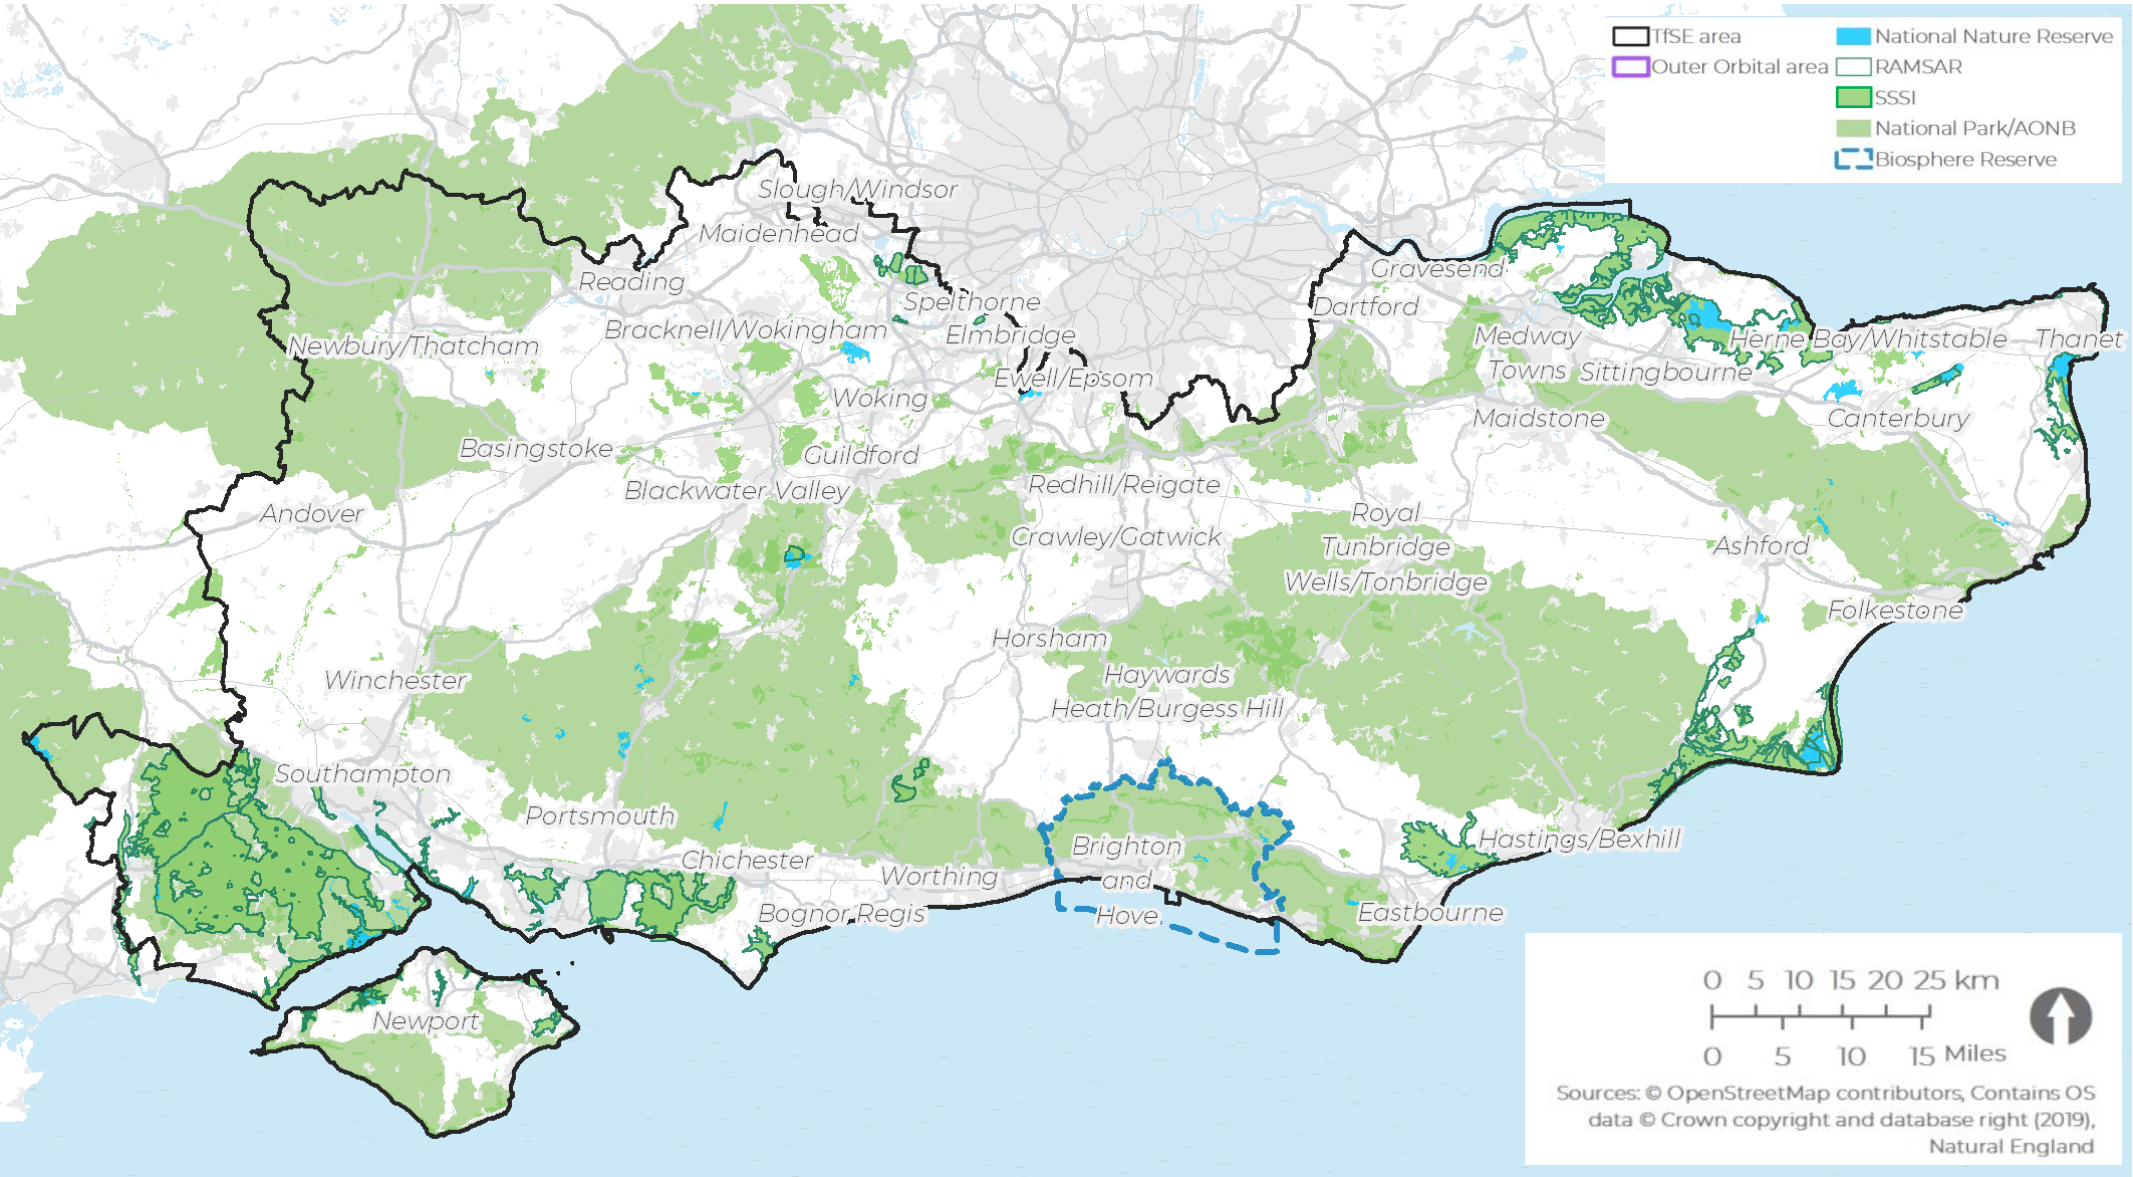 TfSE area
Outer Orbital area
National Nature Reserve
RAMSAR
SSSI
National Park/AONB
Biosphere Reserve
Slough/Windsor
Maidenhead
Reading
Spelthorne
Bracknell/Wokingham
Elmbridge
Newbury/Thatcham
Ewell/Epsom
Woking
Gravesend
Dartford
Medway
Towns
Sittingbourne
Herne Bay/Whitstable
Thanet
Maidstone
Canterbury
Basingstoke
Guildford
Blackwater Valley
Redhill/Reigate
Andover
Crawley/Gatwick
Royal
Tunbridge
Wells/Tonbridge
Ashford
Folkestone
Horsham
Haywards
Heath/Burgess Hill
Winchester
Southampton
Portsmouth
Chichester
Worthing
Bognor Regis
Brighton
and
Hove
Hastings/Bexhill
Eastbourne
Newport
0 5 10 15 20 25 km
0 5 10 15 Miles
Sources: © OpenStreetMap contributors, Contains OS
data © Crown copyright and database right (2019),
Natural England